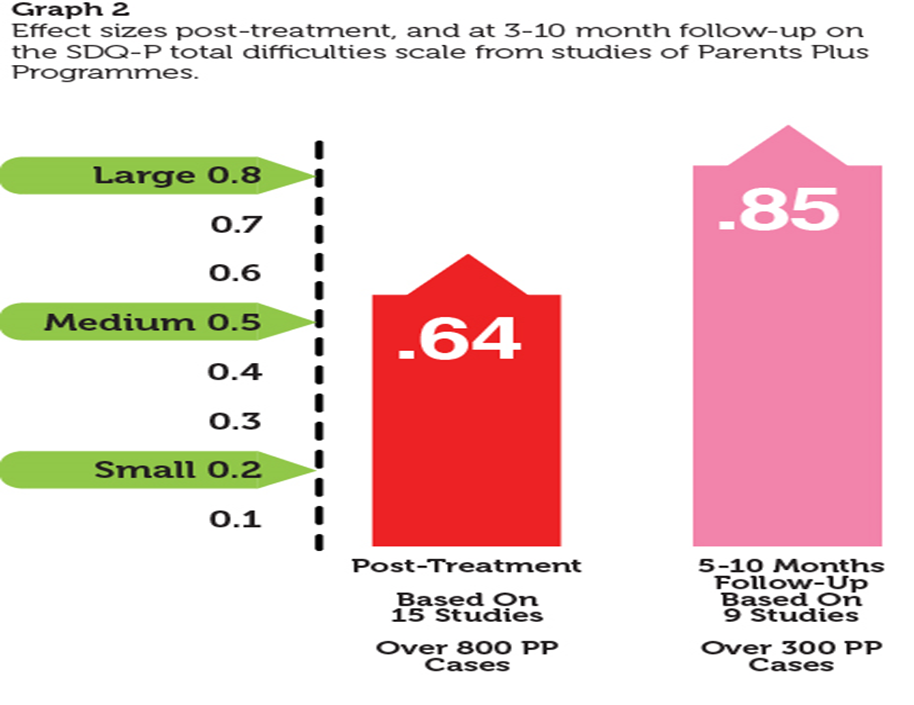 Graph 2
Effect sizes post-treatment, and at 3-10 month follow-up on
the SDQ-P total difficulties scale from studies of Parents Plus
Programmes.
Large 0.8
0.7
0.6
Medium 0.5
0.4
0.3
Small 0.2
0.1
.64
.85
Post-Treatment
Based On
15 Studies
Over 800 PP
Cases
5-10 Months
Follow-Up
Based On
9 Studies
Over 300 PP
Cases